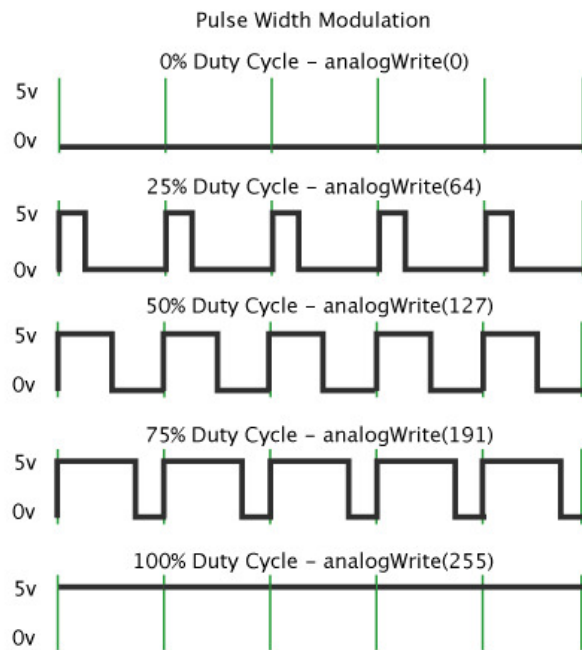 Pulse Width Modulation
0% Duty Cycle – analogWrite(0)
5v
0v
25% Duty Cycle – analogWrite(64)
5v
0v
50% Duty Cycle – analogWrite(127)
5v
0v
75% Duty Cycle – analogWrite(191)
5v
0v
100% Duty Cycle – analogWrite(255)
5v
0v